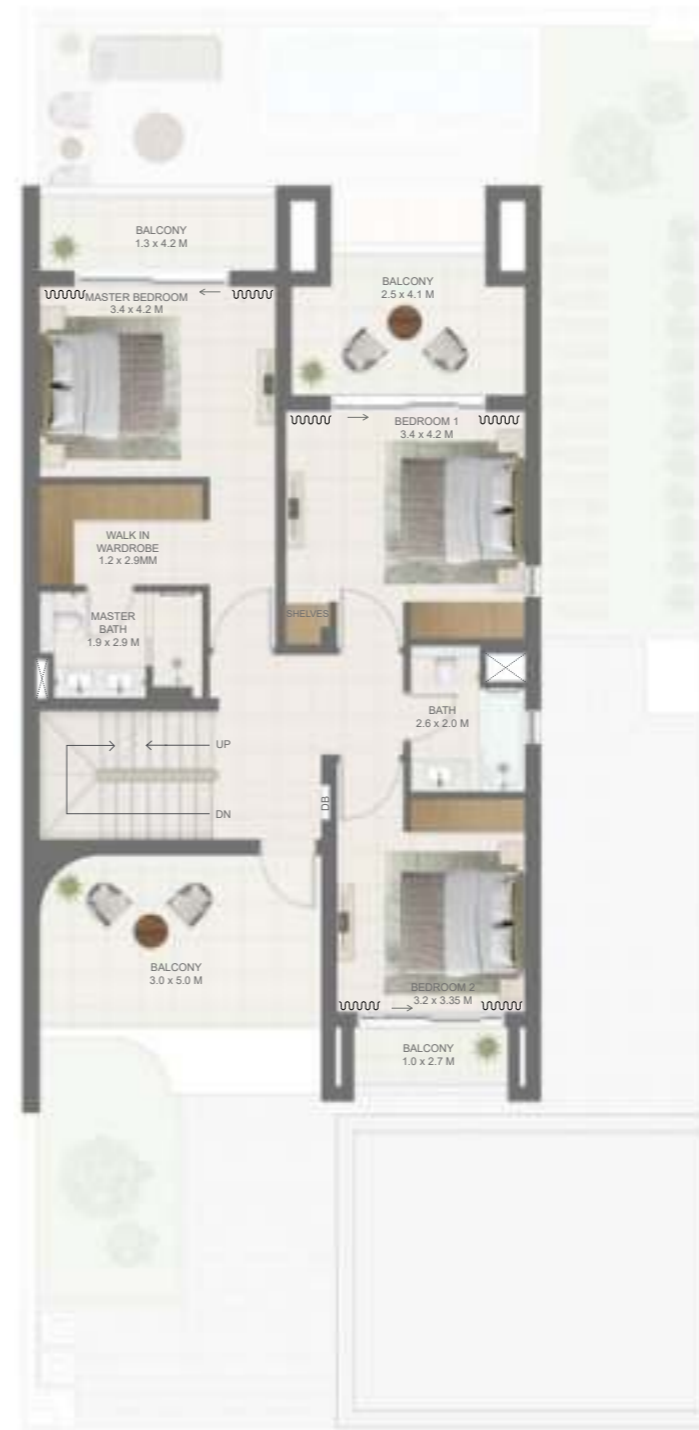 BALCONY
1.3 x 4.2 M
BALCONY
2.5 x 4.1 M
MASTER BEDROOM
3.4 x 4.2 M
BEDROOM 1
3.4 x 4.2 M
WALK IN
WARDROBE
1.2 x 2.9MM
SHELVES
MASTER
BATH
1.9 x 2.9 M
BATH
2.6 x 2.0 M
UP
DN
DB
BALCONY
3.0 x 5.0 M
BEDROOM 2
3.2 x 3.35 M
BALCONY
1.0 x 2.7 M